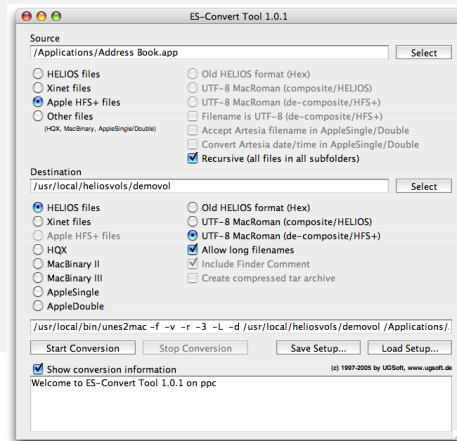 ES-Convert Tool 1.0.1
Source
/Applications/Address Book.app
Select
HELIOS files
Xinet files
Apple HFS+ files
Other files
(HQX, MacBinary, AppleSingle/Double)
Old HELIOS format (Hex)
UTF-8 MacRoman (composite/HELIOS)
UTF-8 MacRoman (de-composite/HFS+)
Filename is UTF-8 (de-composite/HFS+)
Accept Artesia filename in AppleSingle/Double
Convert Artesia date/time in AppleSingle/Double
Recursive (all files in all subfolders)
Destination
/usr/local/heliosvols/demovol
Select
HELIOS files
Xinet files
Apple HFS+ files
HQX
MacBinary II
MacBinary III
AppleSingle
AppleDouble
Old HELIOS format (Hex)
UTF-8 MacRoman (composite/HELIOS)
UTF-8 MacRoman (de-composite/HFS+)
Allow long filenames
Include Finder Comment
Create compressed tar archive
/usr/local/bin/unes2mac -f -v -r -3 -L -d /usr/local/heliosvols/demovol /Applications/.
Start Conversion
Stop Conversion
Save Setup...
Load Setup...
Show conversion information
(c) 1997-2005 by UGSoft, www.ugsoft.de
Welcome to ES-Convert Tool 1.0.1 on ppc